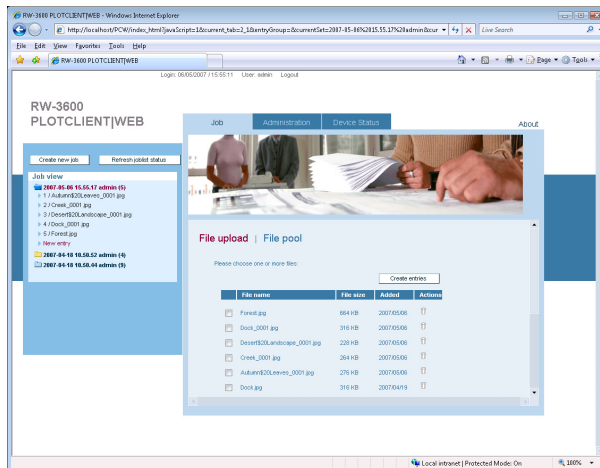 RW-3600 PLOTCLIENT|WEB - Windows Internet Explorer
http://localhost/PCW/index_html?javaScript=1&current_tab=2_1&entryGroup=&currentSet=2007-05-06%2015.55.17%20admin&cur
Live Search
File Edit View Favorites Tools Help
RW-3600 PLOTCLIENT|WEB
Page Tools
Login: 06/05/2007 / 15:55:11 User: admin Logout
RW-3600
PLOTCLIENT|WEB
Job Administration Device Status
About
Create new job Refresh joblist status
Job view
2007-05-06 15.55.17 admin (5)
1 / Autumn$20Leaves_0001.jpg
2 / Creek_0001.jpg
3 / Desert$20Landscape_0001.jpg
4 / Dock_0001.jpg
5 / Forest.jpg
New entry
2007-04-18 10.50.52 admin (4)
2007-04-18 10.50.44 admin (9)
File upload | File pool
Please choose one or more files:
Create entries
File name File size Added Actions
Forest.jpg 664 KB 2007/05/06
Dock_0001.jpg 316 KB 2007/05/06
Desert$20Landscape_0001.jpg 228 KB 2007/05/06
Creek_0001.jpg 264 KB 2007/05/06
Autumn$20Leaves_0001.jpg 276 KB 2007/05/06
Dock.jpg 316 KB 2007/04/19
Local intranet | Protected Mode: On 100%